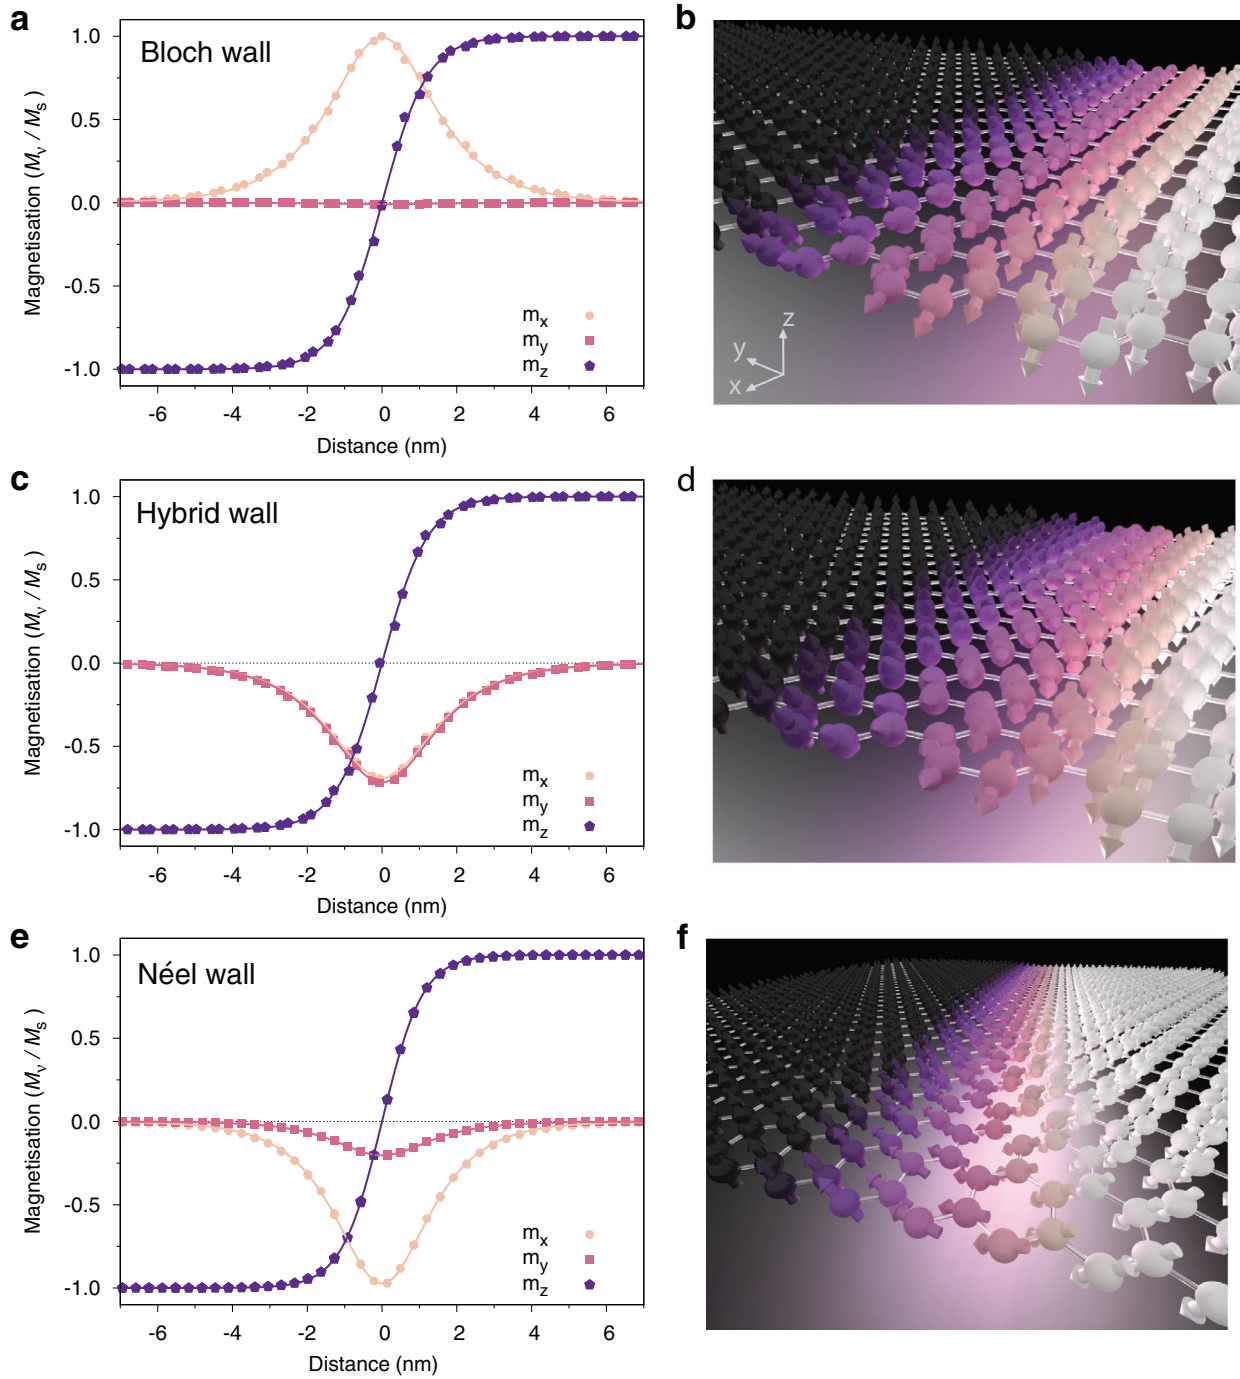 a
Bloch wall
1.0
0.5
0.0
-0.5
-1.0
Magnetisation (Mν / Ms)
mx
my
mz
-6 -4 -2 0 2 4 6
Distance (nm)
b
z
y
x
c
Hybrid wall
1.0
0.5
0.0
-0.5
-1.0
Magnetisation (Mν / Ms)
mx
my
mz
-6 -4 -2 0 2 4 6
Distance (nm)
d
e
Néel wall
1.0
0.5
0.0
-0.5
-1.0
Magnetisation (Mν / Ms)
mx
my
mz
-6 -4 -2 0 2 4 6
Distance (nm)
f